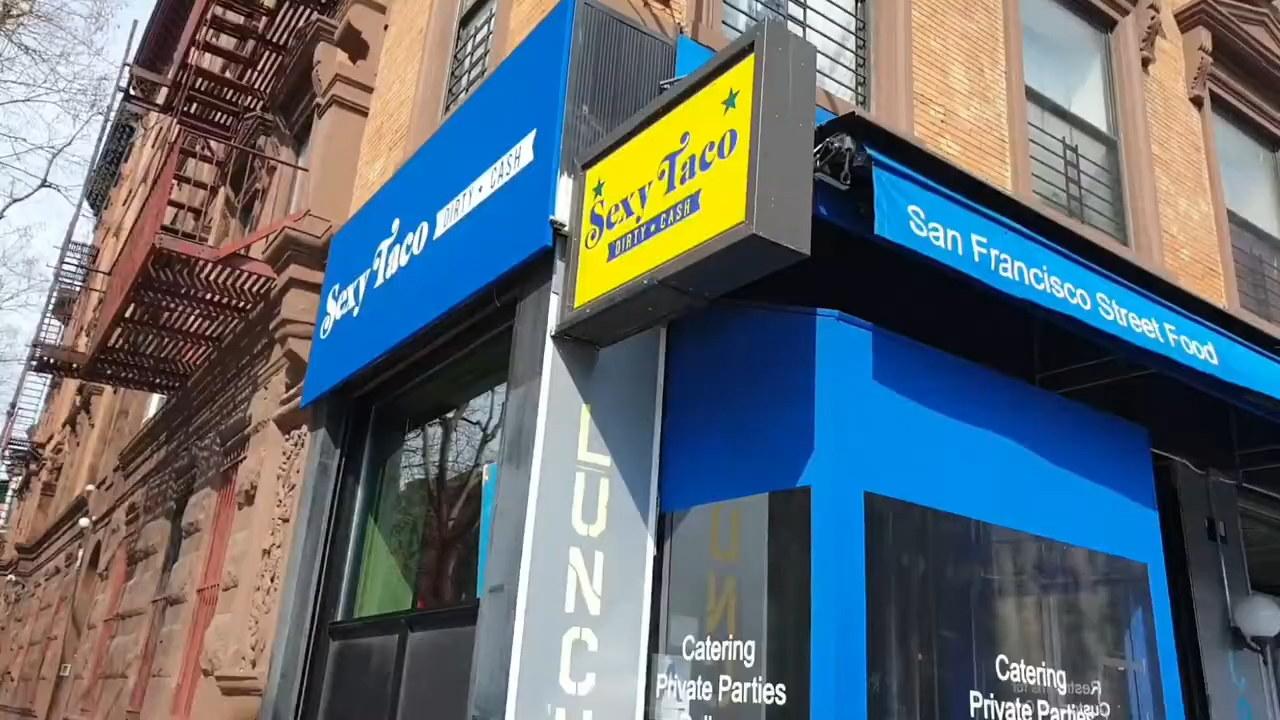 Sexy Taco
DIRTY • CASH
Sexy Taco
DIRTY ★ CASH
San Francisco Street Food
LUNCH
Catering
Private Parties
Catering
Private Parties